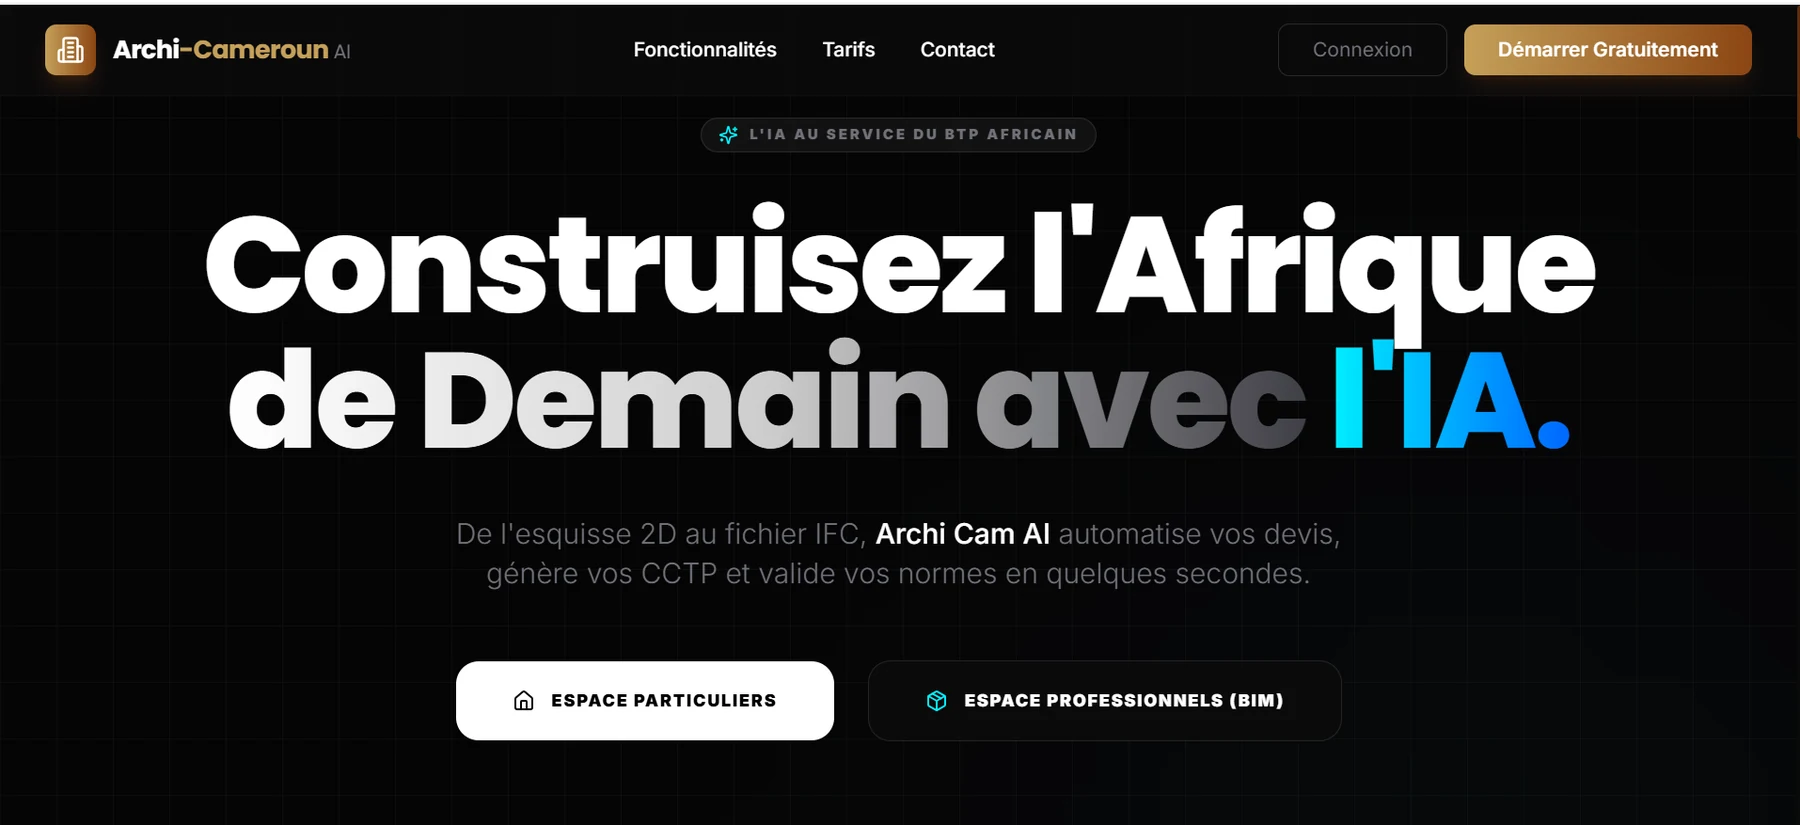 Archi-Cameroun AI
Fonctionnalités
Tarifs
Contact
Connexion
Démarrer Gratuitement
L'IA AU SERVICE DU BTP AFRICAIN
Construisez l'Afrique
de Demain avec l'IA.
De l'esquisse 2D au fichier IFC, Archi Cam AI automatise vos devis,
génère vos CCTP et valide vos normes en quelques secondes.
ESPACE PARTICULIERS
ESPACE PROFESSIONNELS (BIM)